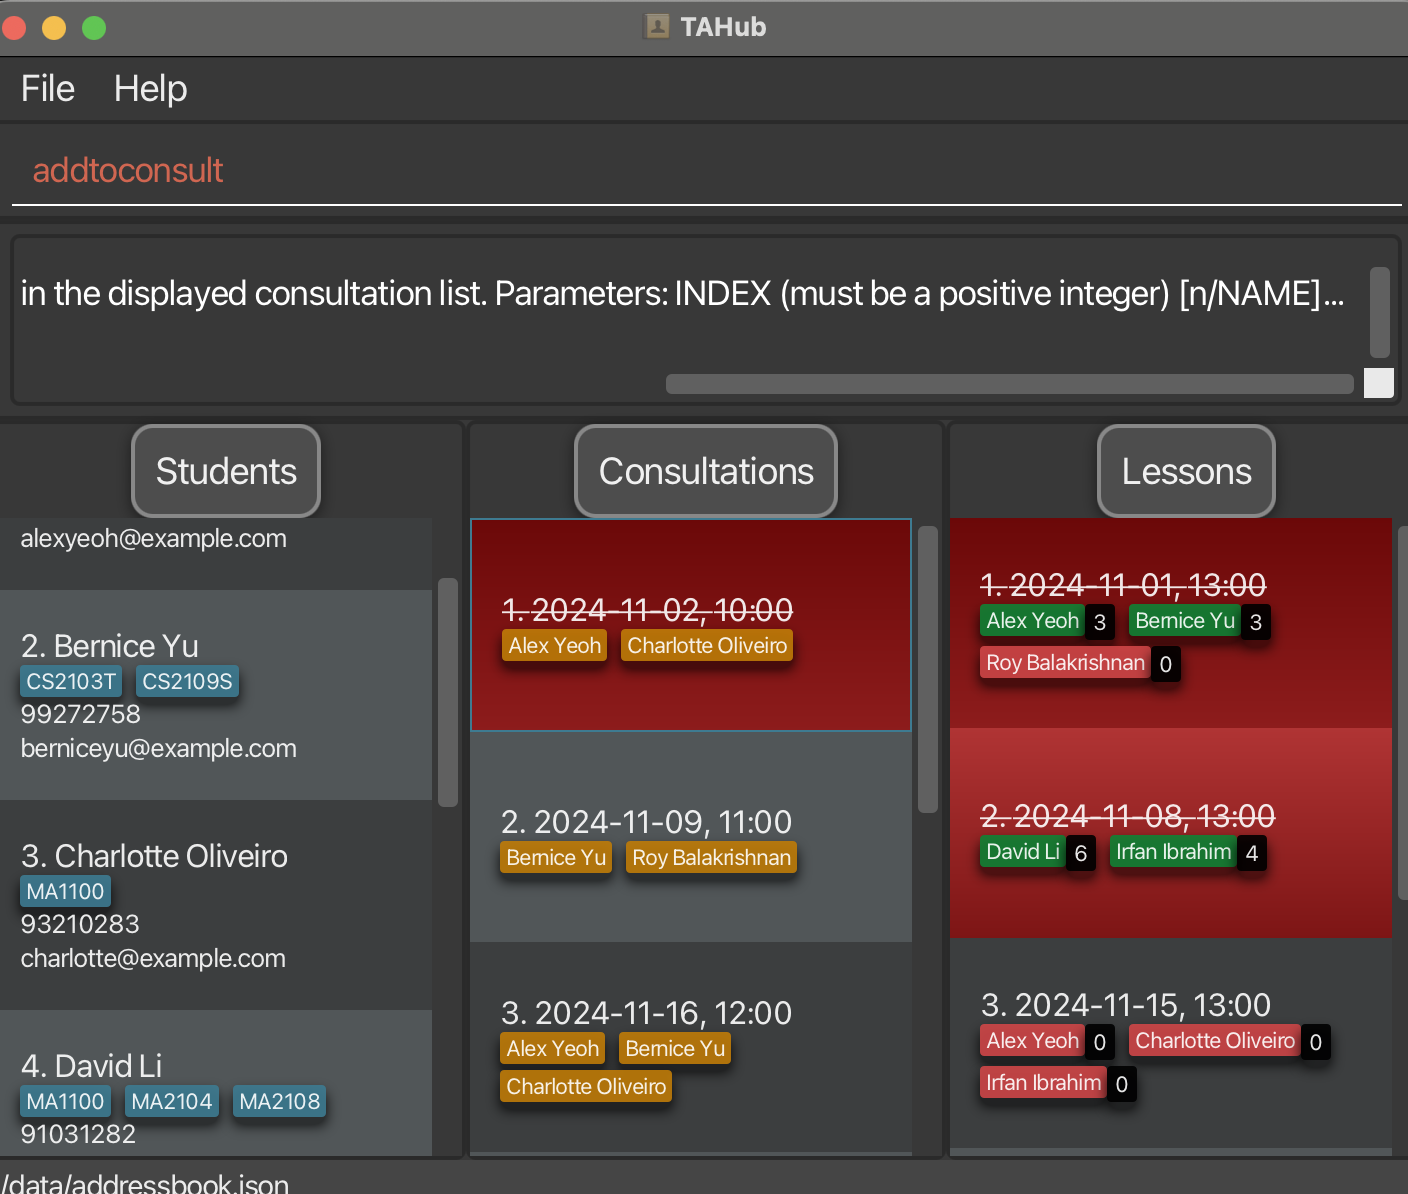 TAHub
File Help
addtoconsult
in the displayed consultation list. Parameters: INDEX (must be a positive integer) [n/NAME]...
Students
alexyeoh@example.com
2. Bernice Yu
CS2103T CS2109S
99272758
berniceyu@example.com
3. Charlotte Oliveiro
MA1100
93210283
charlotte@example.com
4. David Li
MA1100 MA2104 MA2108
91031282
Consultations
1. 2024-11-02, 10:00
Alex Yeoh Charlotte Oliveiro
2. 2024-11-09, 11:00
Bernice Yu Roy Balakrishnan
3. 2024-11-16, 12:00
Alex Yeoh Bernice Yu
Charlotte Oliveiro
Lessons
1. 2024-11-01, 13:00
Alex Yeoh 3 Bernice Yu 3
Roy Balakrishnan 0
2. 2024-11-08, 13:00
David Li 6 Irfan Ibrahim 4
3. 2024-11-15, 13:00
Alex Yeoh 0 Charlotte Oliveiro 0
Irfan Ibrahim 0
/data/addressbook.json